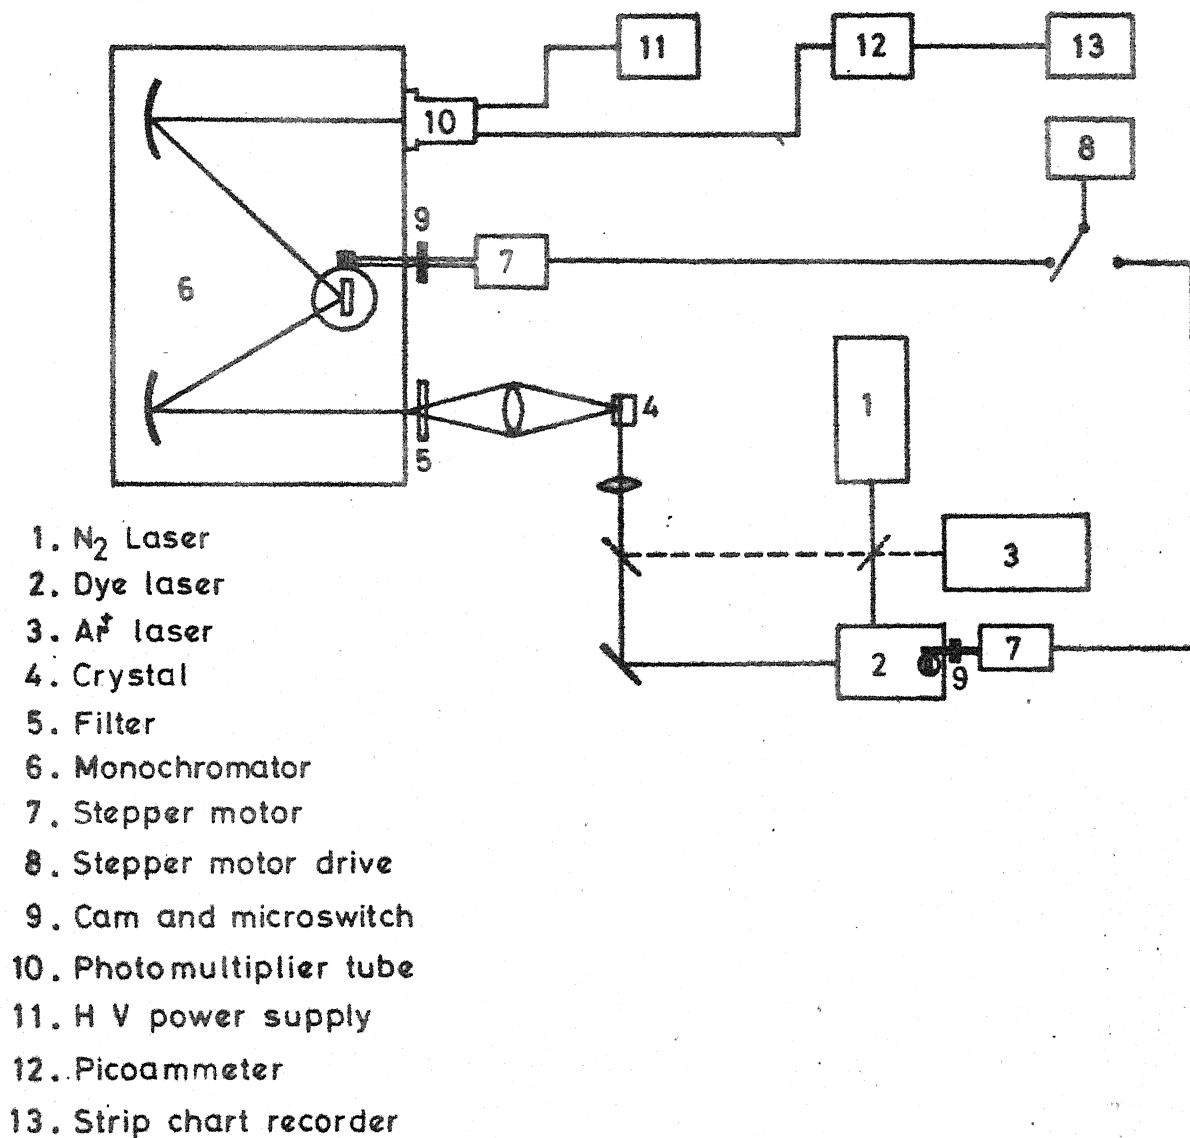 11
12
13
10
8
9
7
6
1
4
5
3
2
9
7
1. N₂ Laser
2. Dye laser
3. Ar⁺ laser
4. Crystal
5. Filter
6. Monochromator
7. Stepper motor
8. Stepper motor drive
9. Cam and microswitch
10. Photomultiplier tube
11. H V power supply
12. Picoammeter
13. Strip chart recorder